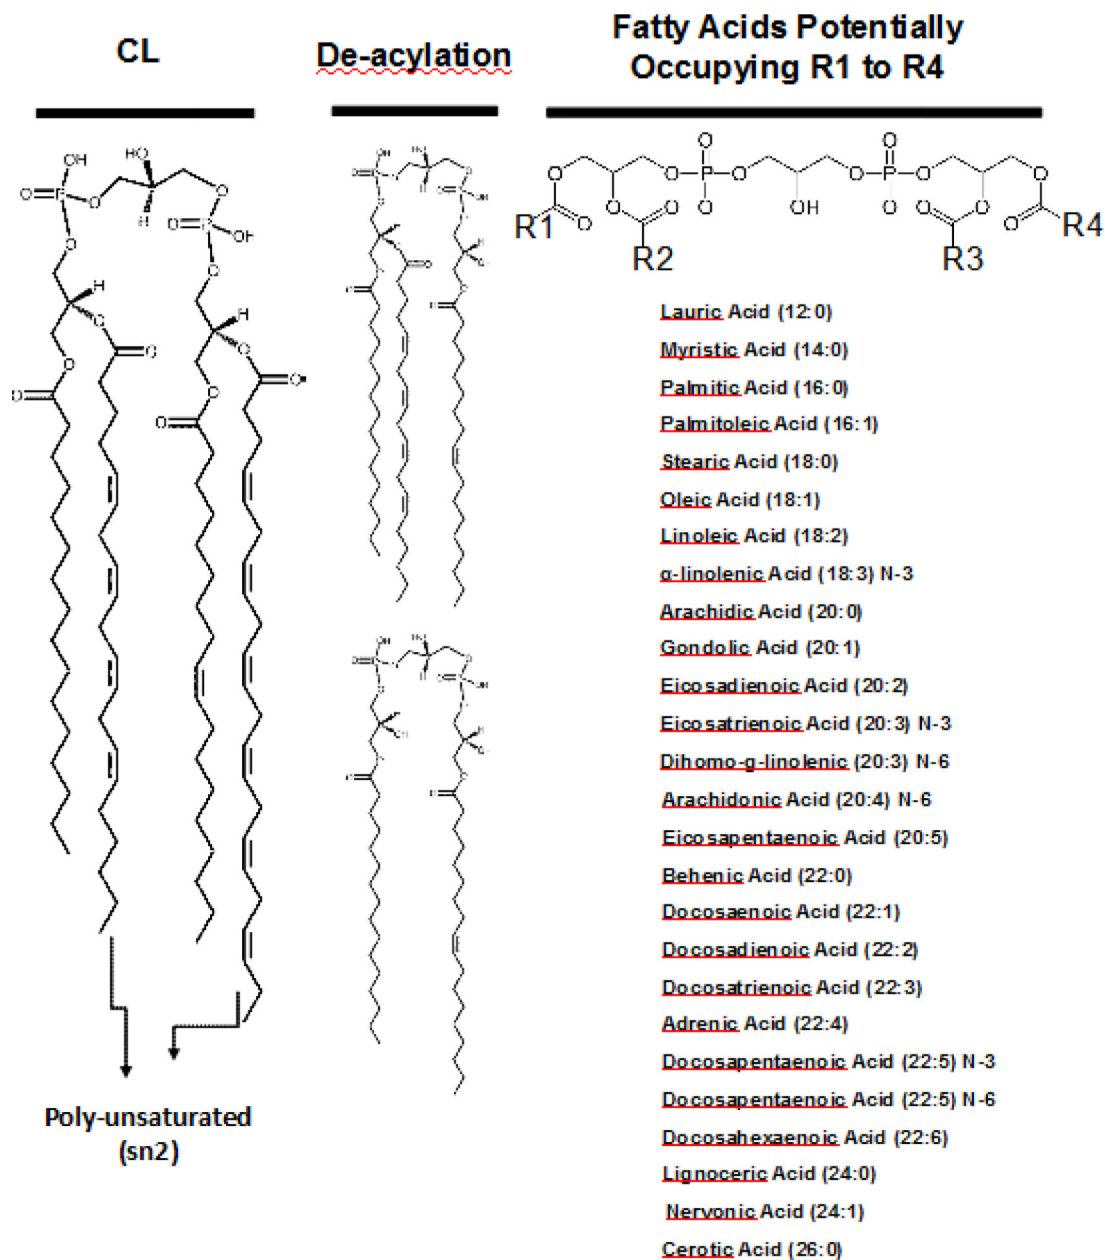 CL
De-acylation
Fatty Acids Potentially
Occupying R1 to R4
OH
HO
O
P
O
O
O
H
O
P
OH
O
O
H
O
O
H
O
O
O
O
O
O
O
O
O
P
O
O
O
P
O
O
O
O
O
OH
O
O
O
O
R1
R2
R3
R4
Lauric Acid (12:0)
Myristic Acid (14:0)
Palmitic Acid (16:0)
Palmitoleic Acid (16:1)
Stearic Acid (18:0)
Oleic Acid (18:1)
Linoleic Acid (18:2)
α-linolenic Acid (18:3) N-3
Arachidic Acid (20:0)
Gondolic Acid (20:1)
Eicosadienoic Acid (20:2)
Eicosatrienoic Acid (20:3) N-3
Dihomo-g-linolenic (20:3) N-6
Arachidonic Acid (20:4) N-6
Eicosapentaenoic Acid (20:5)
Behenic Acid (22:0)
Docosaenoic Acid (22:1)
Docosadienoic Acid (22:2)
Docosatrienoic Acid (22:3)
Adrenic Acid (22:4)
Docosapentaenoic Acid (22:5) N-3
Docosapentaenoic Acid (22:5) N-6
Docosahexaenoic Acid (22:6)
Lignoceric Acid (24:0)
Nervonic Acid (24:1)
Cerotic Acid (26:0)
Poly-unsaturated
(sn2)